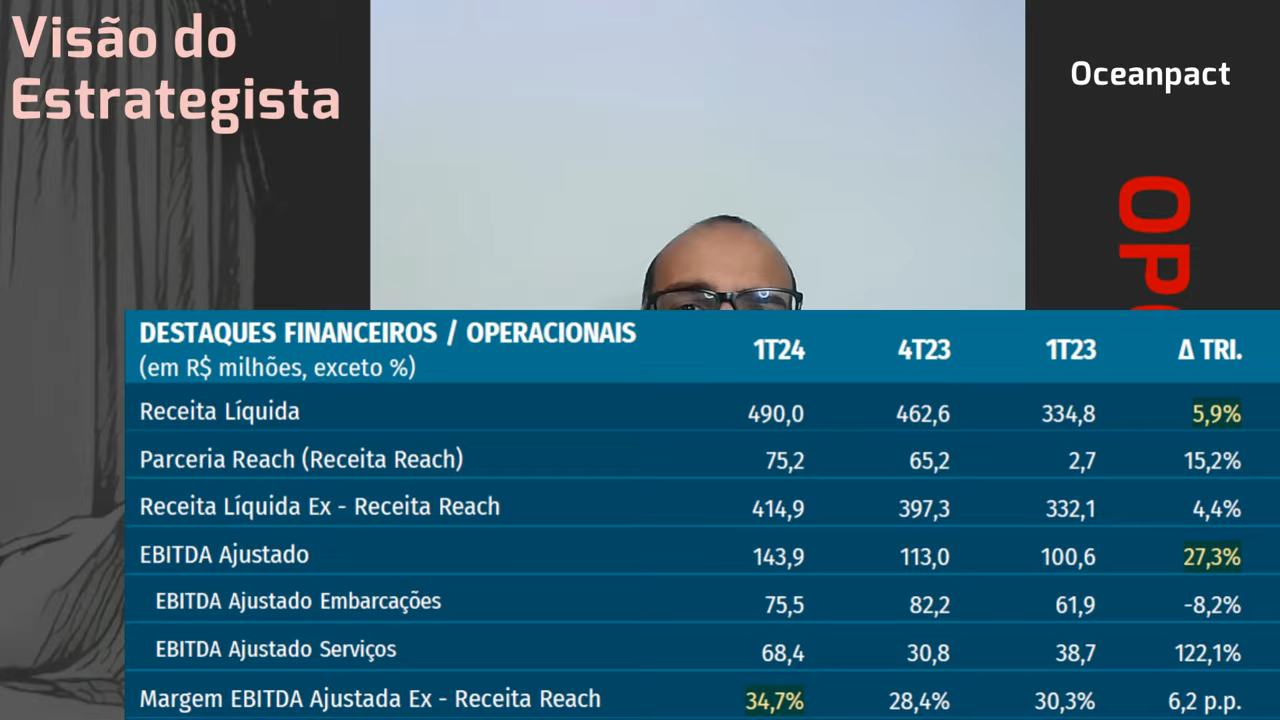 Visão do
Estrategista
Oceanpact
OPO
DESTAQUES FINANCEIROS / OPERACIONAIS
(em R$ milhões, exceto %) 1T24 4T23 1T23 Δ TRI.
Receita Líquida 490,0 462,6 334,8 5,9%
Parceria Reach (Receita Reach) 75,2 65,2 2,7 15,2%
Receita Líquida Ex - Receita Reach 414,9 397,3 332,1 4,4%
EBITDA Ajustado 143,9 113,0 100,6 27,3%
EBITDA Ajustado Embarcações 75,5 82,2 61,9 -8,2%
EBITDA Ajustado Serviços 68,4 30,8 38,7 122,1%
Margem EBITDA Ajustada Ex - Receita Reach 34,7% 28,4% 30,3% 6,2 p.p.